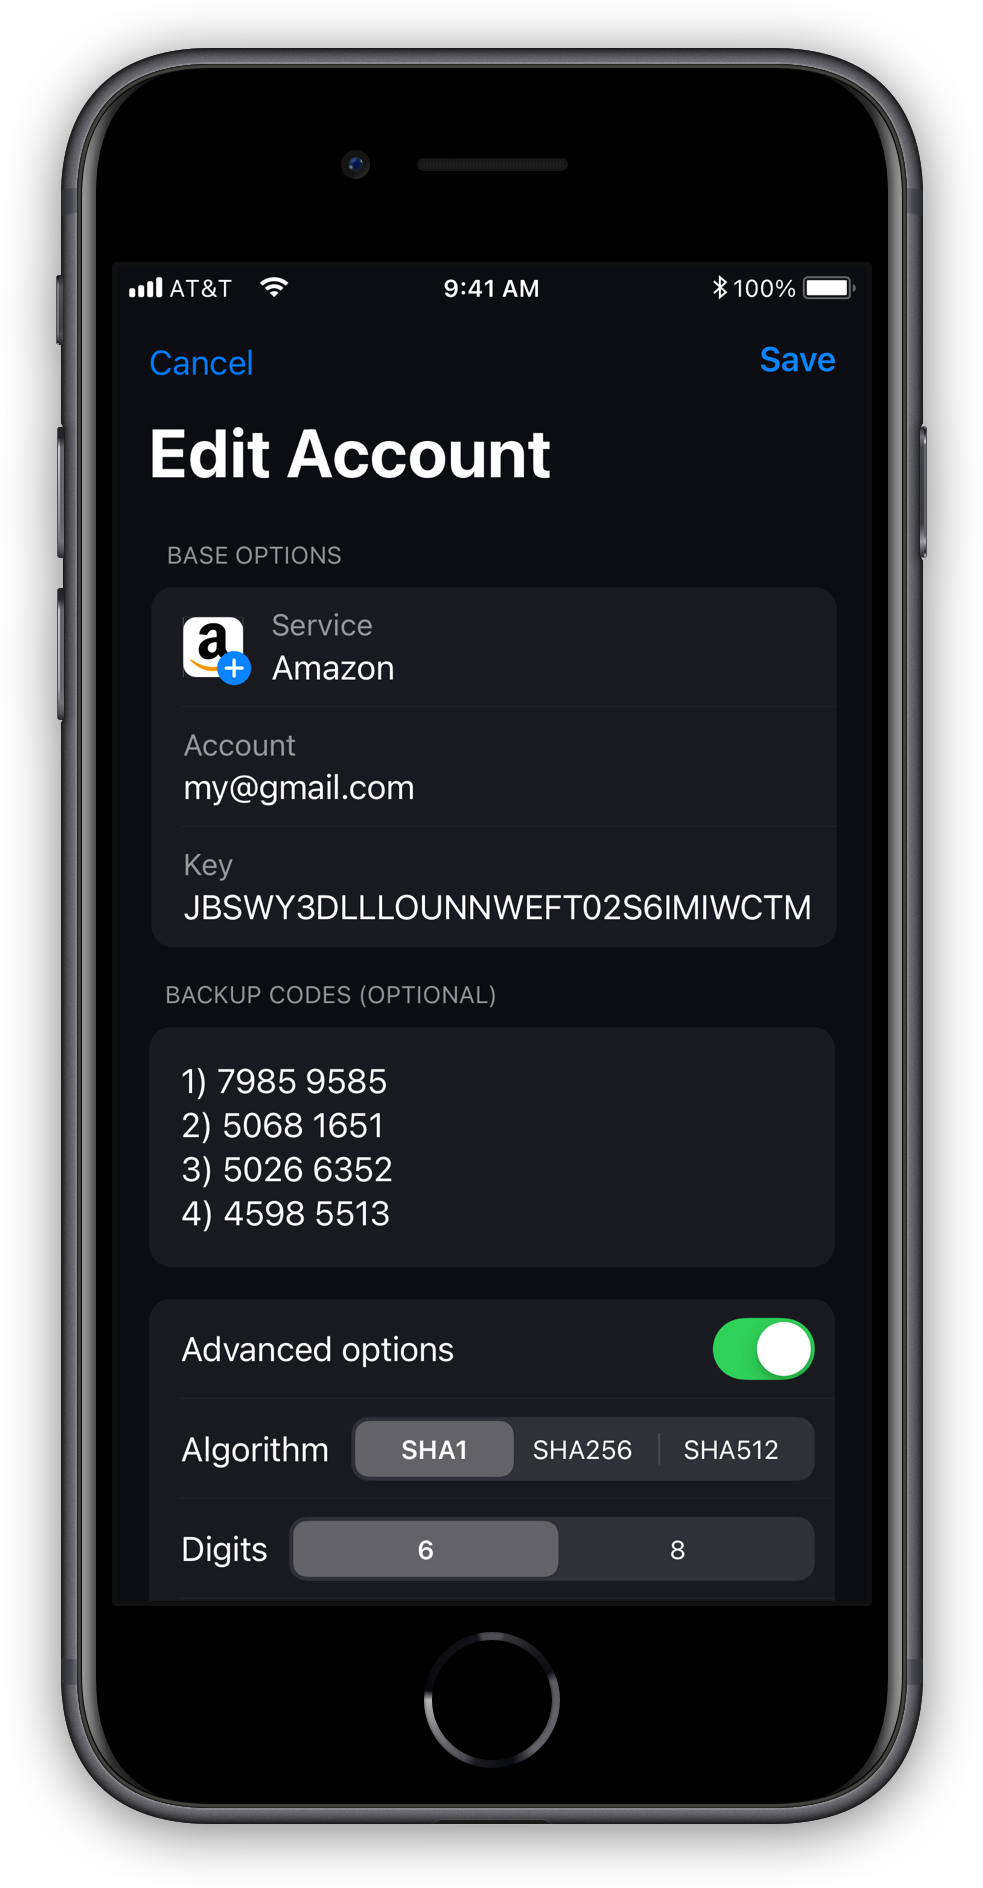 AT&T 9:41 AM 100%
Cancel Save
Edit Account
BASE OPTIONS
Service
a
Amazon
Account
my@gmail.com
Key
JBSWY3DLLLOUNNWEFT02S6IMIWCTM
BACKUP CODES (OPTIONAL)
1) 7985 9585
2) 5068 1651
3) 5026 6352
4) 4598 5513
Advanced options
Algorithm SHA1 SHA256 SHA512
Digits 6 8